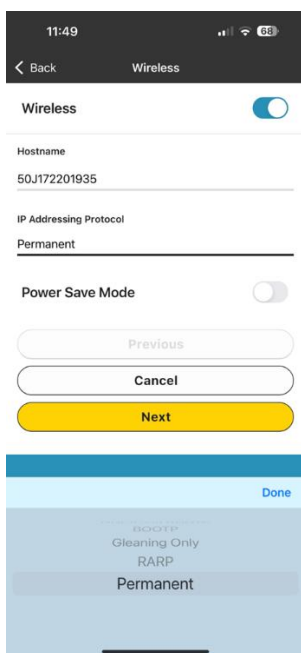 11:49
68
Back
Wireless
Wireless
Hostname
50J172201935
IP Addressing Protocol
Permanent
Power Save Mode
Previous
Cancel
Next
Done
BOOTP
Gleaning Only
RARP
Permanent